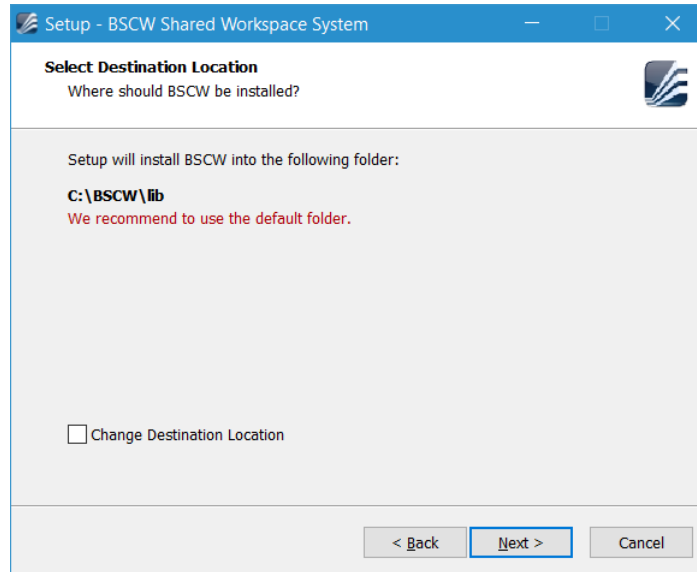 Setup - BSCW Shared Workspace System
Select Destination Location
Where should BSCW be installed?
Setup will install BSCW into the following folder:
C:\BSCW\lib
We recommend to use the default folder.
Change Destination Location
< Back
Next >
Cancel